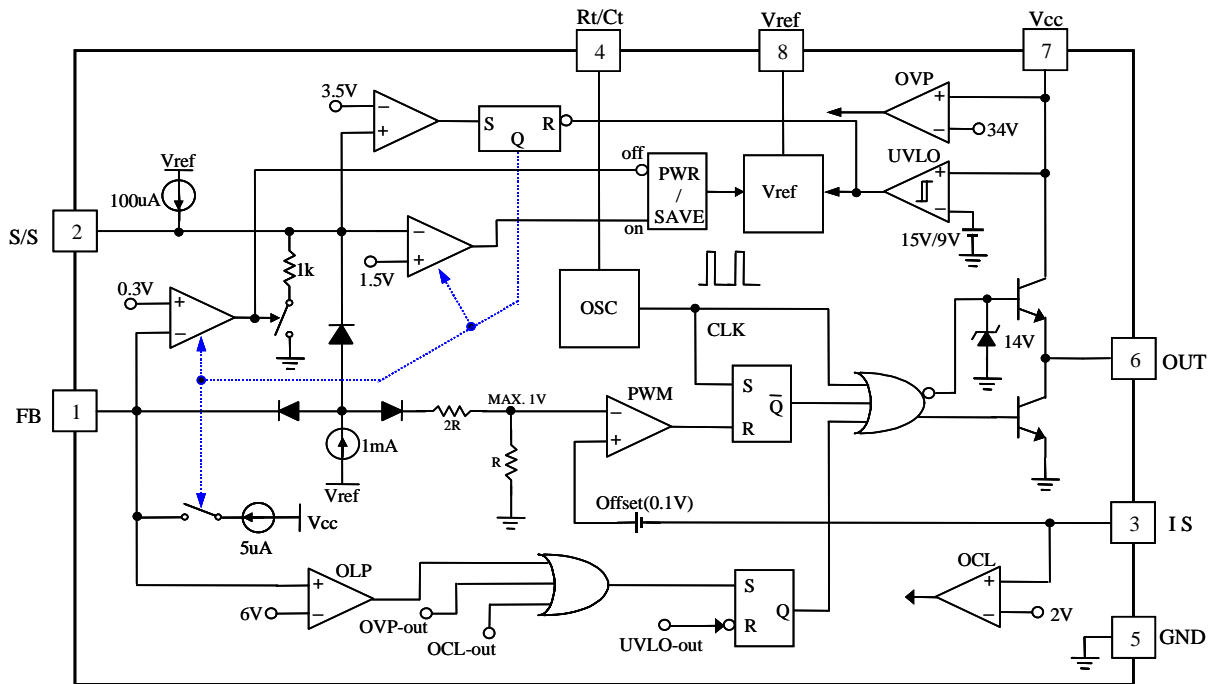 Rt/Ct
Vref
Vcc
4
8
7
OVP
3.5V
+
−
34V
S
R
Q
off
UVLO
Vref
PWR
/
SAVE
Vref
100uA
on
15V/9V
S/S
2
1k
1.5V
0.3V
OSC
CLK
14V
6
OUT
PWM
S
Q
R
FB
1
MAX. 1V
2R
R
1mA
Vref
Offset(0.1V)
3
I S
Vcc
5uA
OLP
OCL
6V
OVP-out
S
Q
R
2V
OCL-out
UVLO-out
5
GND